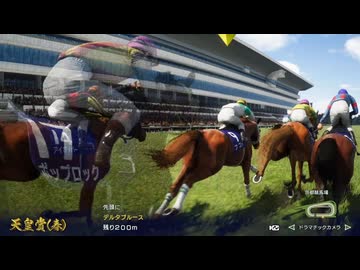 ポップロック
天皇賞(春)
先頭に
デルタブルース
残り200m
京都競馬場
ドラマチックカメラ